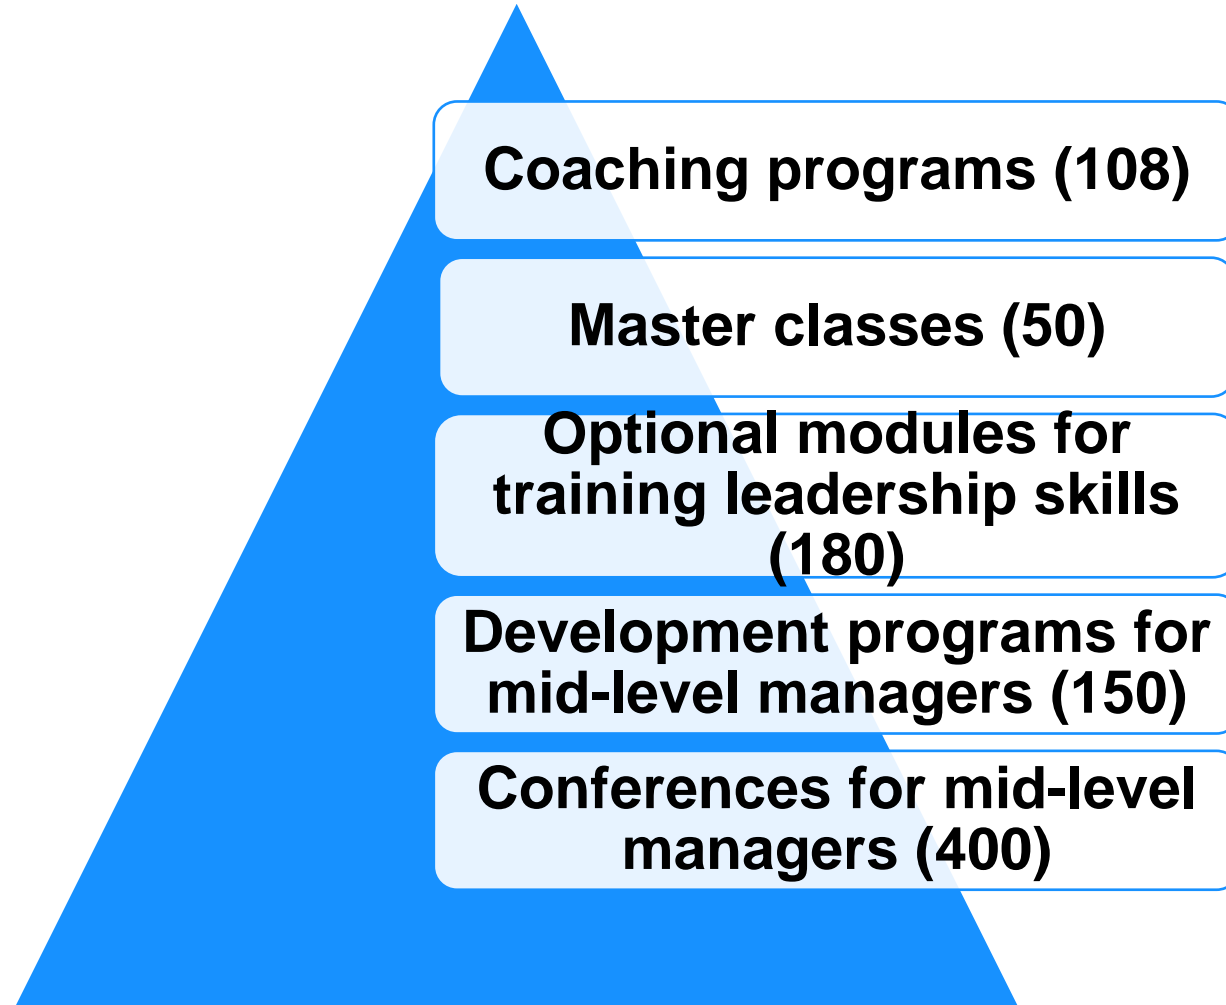 Coaching programs (108)
Master classes (50)
Optional modules for
training leadership skills
(180)
Development programs for
mid-level managers (150)
Conferences for mid-level
managers (400)